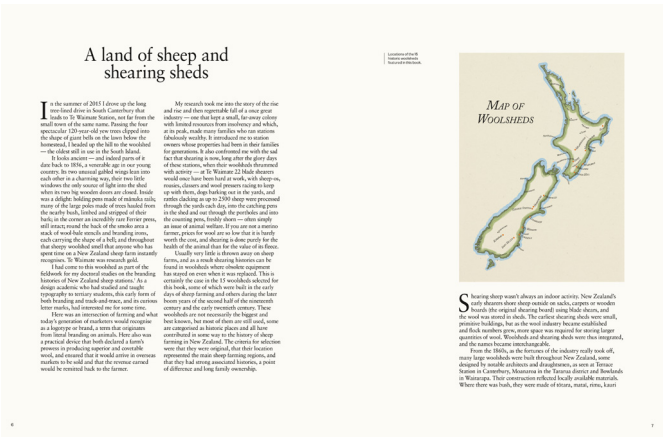 A land of sheep and
shearing sheds
In the summer of 2015 I drove up the long
tree-lined drive in South Canterbury that
leads to Te Waimate Station, not far from the
small town of the same name. Passing the four
spectacular 120-year-old yew trees clipped into
the shape of giant bells on the lawn below the
homestead, I headed up the hill to the woolshed
— the oldest still in use in the South Island.
It looks ancient — and indeed parts of it
date back to 1856, a venerable age in our young
country. Its two unusual gabled wings lean into
each other in a charming way, their two little
windows the only source of light into the shed
when its two big wooden doors are closed. Inside
was a delight: holding pens made of mānuka rails;
many of the large poles made of trees hauled from
the nearby bush, limbed and stripped of their
bark; in the corner an incredibly rare Ferrier press,
still intact; round the back of the smoko area a
stack of wool-bale stencils and branding irons,
each carrying the shape of a bell; and throughout
that sheepy woolshed smell that anyone who has
spent time on a New Zealand sheep farm instantly
recognises. Te Waimate was research gold.
I had come to this woolshed as part of the
fieldwork for my doctoral studies on the branding
histories of New Zealand sheep stations. As a
design academic who had studied and taught
typography to tertiary students, this early form of
both branding and track-and-trace, and its curious
letter marks, had interested me for some time.
Here was an intersection of farming and what
today's generation of marketers would recognise
as a logotype or brand, a term that originates
from literal branding on animals. Here also was
a practical device that both declared a farm's
prowess in producing superior and covetable
wool, and ensured that it would arrive in overseas
markets to be sold and that the revenue earned
would be remitted back to the farmer.
My research took me into the story of the rise
and rise and then regrettable fall of a once great
industry — one that kept a small, far-away colony
with limited resources from insolvency and which,
at its peak, made many families who ran stations
fabulously wealthy. It introduced me to station
owners whose properties had been in their families
for generations. It also confronted me with the sad
fact that shearing is now, long after the glory days
of these stations, when their woolsheds thrummed
with activity — at Te Waimate 22 blade shearers
would once have been hard at work, with sheep-os,
rousies, classers and wool pressers racing to keep
up with them, dogs barking out in the yards, and
rattles clacking as up to 2300 sheep were processed
through the yards each day, into the catching pens
in the shed and out through the portholes and into
the counting pens, freshly shorn — often simply
an issue of animal welfare. If you are not a merino
farmer, prices for wool are so low that it is barely
worth the cost, and shearing is done purely for the
health of the animal than for the value of its fleece.
Usually very little is thrown away on sheep
farms, and as a result shearing histories can be
found in woolsheds where obsolete equipment
has stayed on even when it was replaced. This is
certainly the case in the 15 woolsheds selected for
this book, some of which were built in the early
days of sheep farming and others during the later
boom years of the second half of the nineteenth
century and the early twentieth century. These
woolsheds are not necessarily the biggest and
best known, but most of them are still used, some
are categorised as historic places and all have
contributed in some way to the history of sheep
farming in New Zealand. The criteria for selection
were that they were original, that their location
represented the main sheep farming regions, and
that they had strong associated histories, a point
of difference and long family ownership.
6
Locations of the 15
historic woolsheds
featured in this book.
MAP OF
WOOLSHEDS
Shearing sheep wasn't always an indoor activity. New Zealand's
early shearers shore sheep outside on sacks, carpets or wooden
boards (the original shearing board) using blade shears, and
the wool was stored in sheds. The earliest shearing sheds were small,
primitive buildings, but as the wool industry became established
and flock numbers grew, more space was required for storing larger
quantities of wool. Woolsheds and shearing sheds were thus integrated,
and the names became interchangeable.
From the 1860s, as the fortunes of the industry really took off,
many large woolsheds were built throughout New Zealand, some
designed by notable architects and draughtsmen, as seen at Terrace
Station in Canterbury, Moanaroa in the Tararua district and Bowlands
in Wairarapa. Their construction reflected locally available materials.
Where there was bush, they were made of tōtara, mataī, rimu, kauri
7